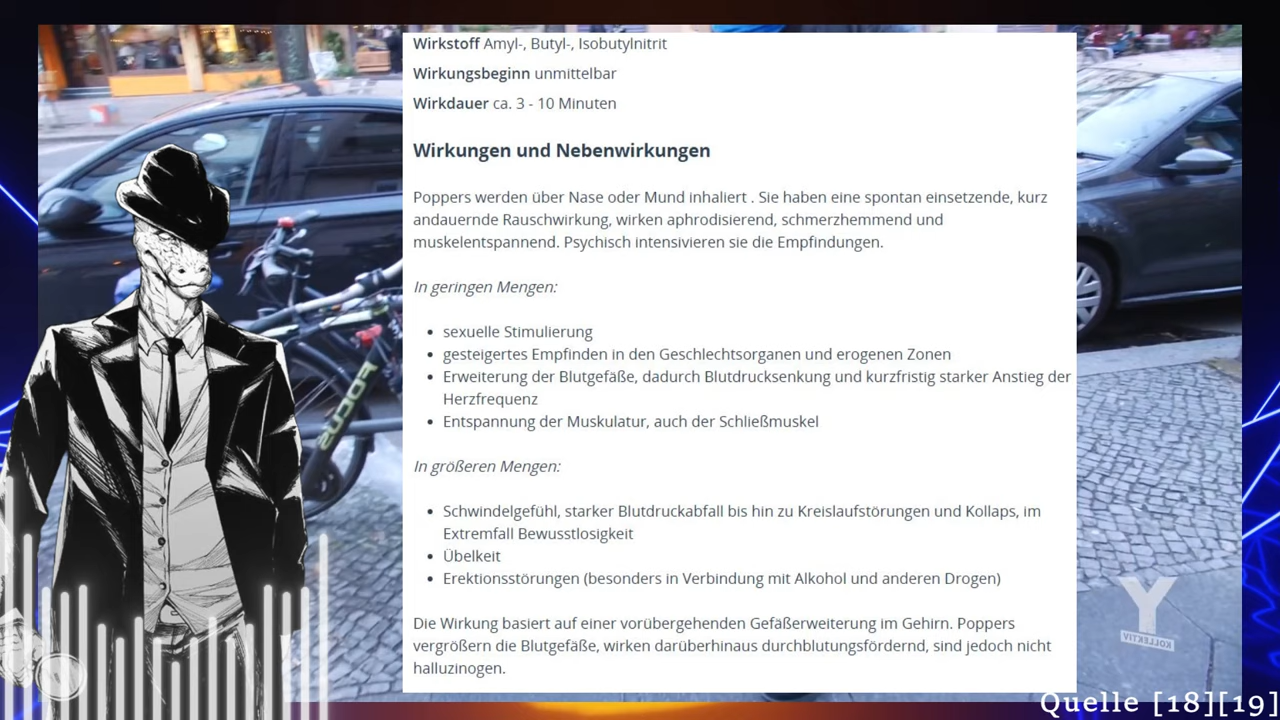 Wirkstoff Amyl-, Butyl-, Isobutylnitrit
Wirkungsbeginn unmittelbar
Wirkdauer ca. 3 - 10 Minuten
Wirkungen und Nebenwirkungen
Poppers werden über Nase oder Mund inhaliert . Sie haben eine spontan einsetzende, kurz
andauernde Rauschwirkung, wirken aphrodisierend, schmerzhemmend und
muskelentspannend. Psychisch intensivieren sie die Empfindungen.
In geringen Mengen:
• sexuelle Stimulierung
• gesteigertes Empfinden in den Geschlechtsorganen und erogenen Zonen
• Erweiterung der Blutgefäße, dadurch Blutdrucksenkung und kurzfristig starker Anstieg der
Herzfrequenz
• Entspannung der Muskulatur, auch der Schließmuskel
In größeren Mengen:
• Schwindelgefühl, starker Blutdruckabfall bis hin zu Kreislaufstörungen und Kollaps, im
Extremfall Bewusstlosigkeit
• Übelkeit
• Erektionsstörungen (besonders in Verbindung mit Alkohol und anderen Drogen)
Die Wirkung basiert auf einer vorübergehenden Gefäßerweiterung im Gehirn. Poppers
vergrößern die Blutgefäße, wirken darüberhinaus durchblutungsfördernd, sind jedoch nicht
halluzinogen.
FOCUS
Y
KOLLEKTIV
Quelle [18][19]